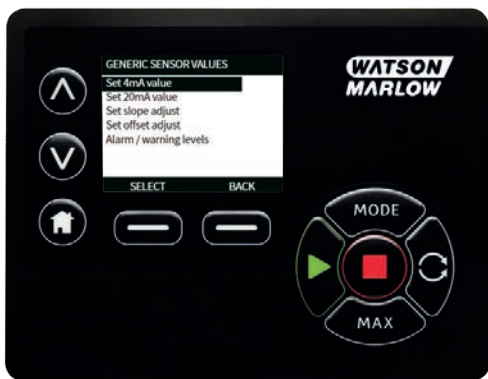 GENERIC SENSOR VALUES
Set 4mA value
Set 20mA value
Set slope adjust
Set offset adjust
Alarm / warning levels
SELECT BACK
WATSON
MARLOW
MODE
MAX